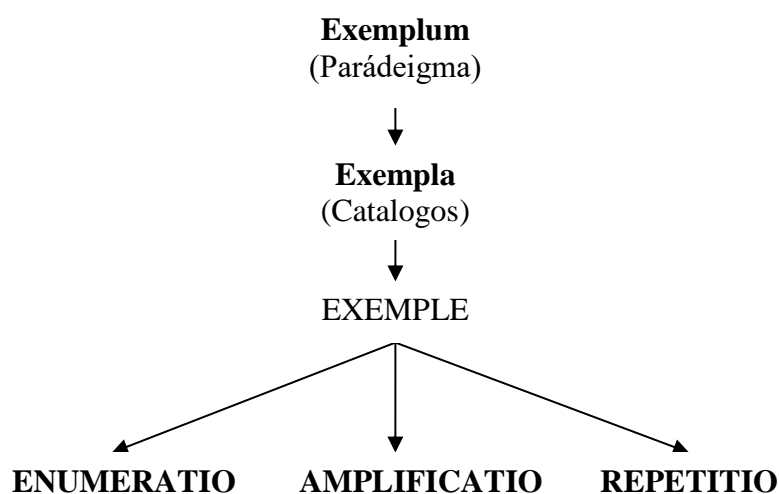 Exemplum
(Parádeigma)
Exempla
(Catalogos)
EXEMPLE
ENUMERATIO AMPLIFICATIO REPETITIO